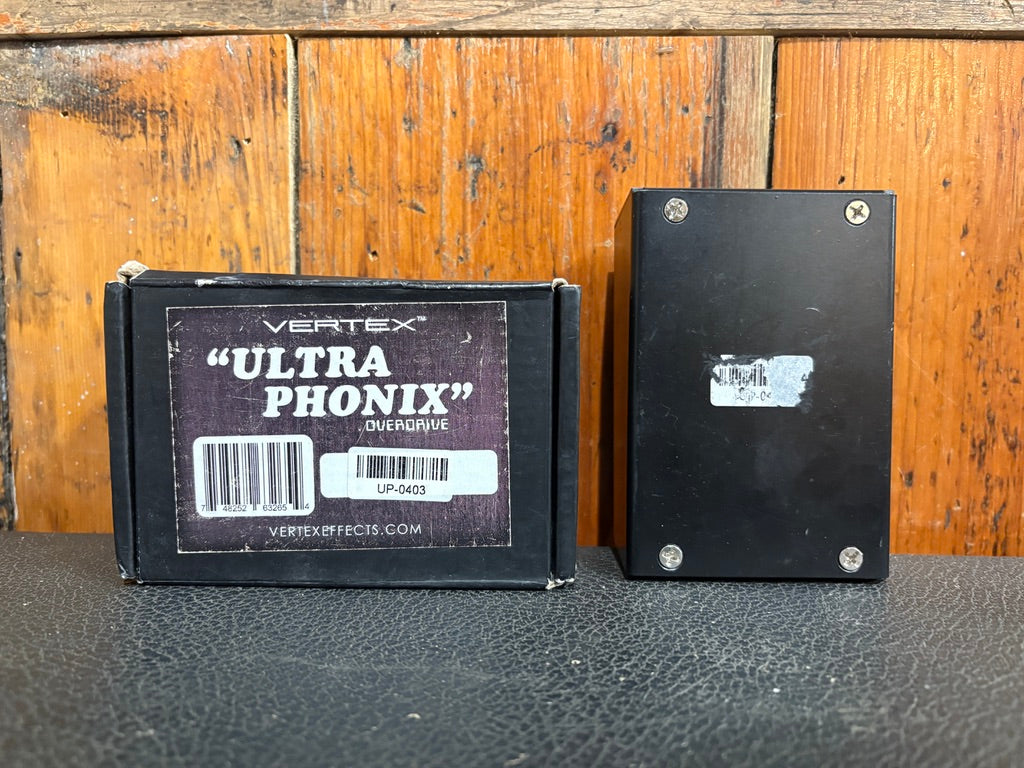 VERTEX™
“ULTRA
PHONIX”
OVERDRIVE
7 48252 63265 4
UP-0403
VERTEXEFFECTS.COM